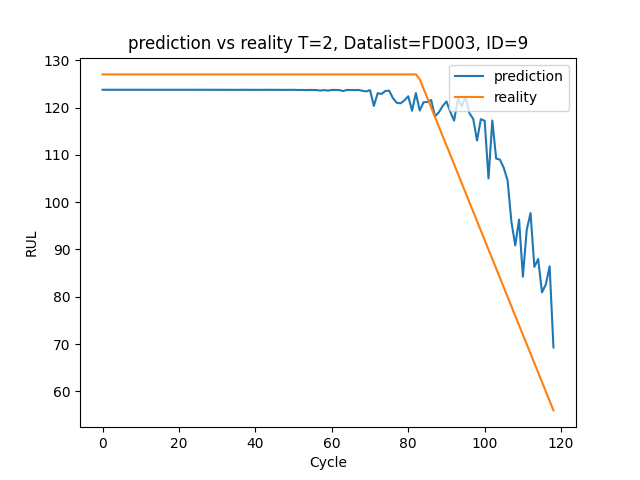 prediction vs reality T=2, Datalist=FD003, ID=9
prediction
reality
130
120
110
100
90
80
70
60
RUL
0 20 40 60 80 100 120
Cycle